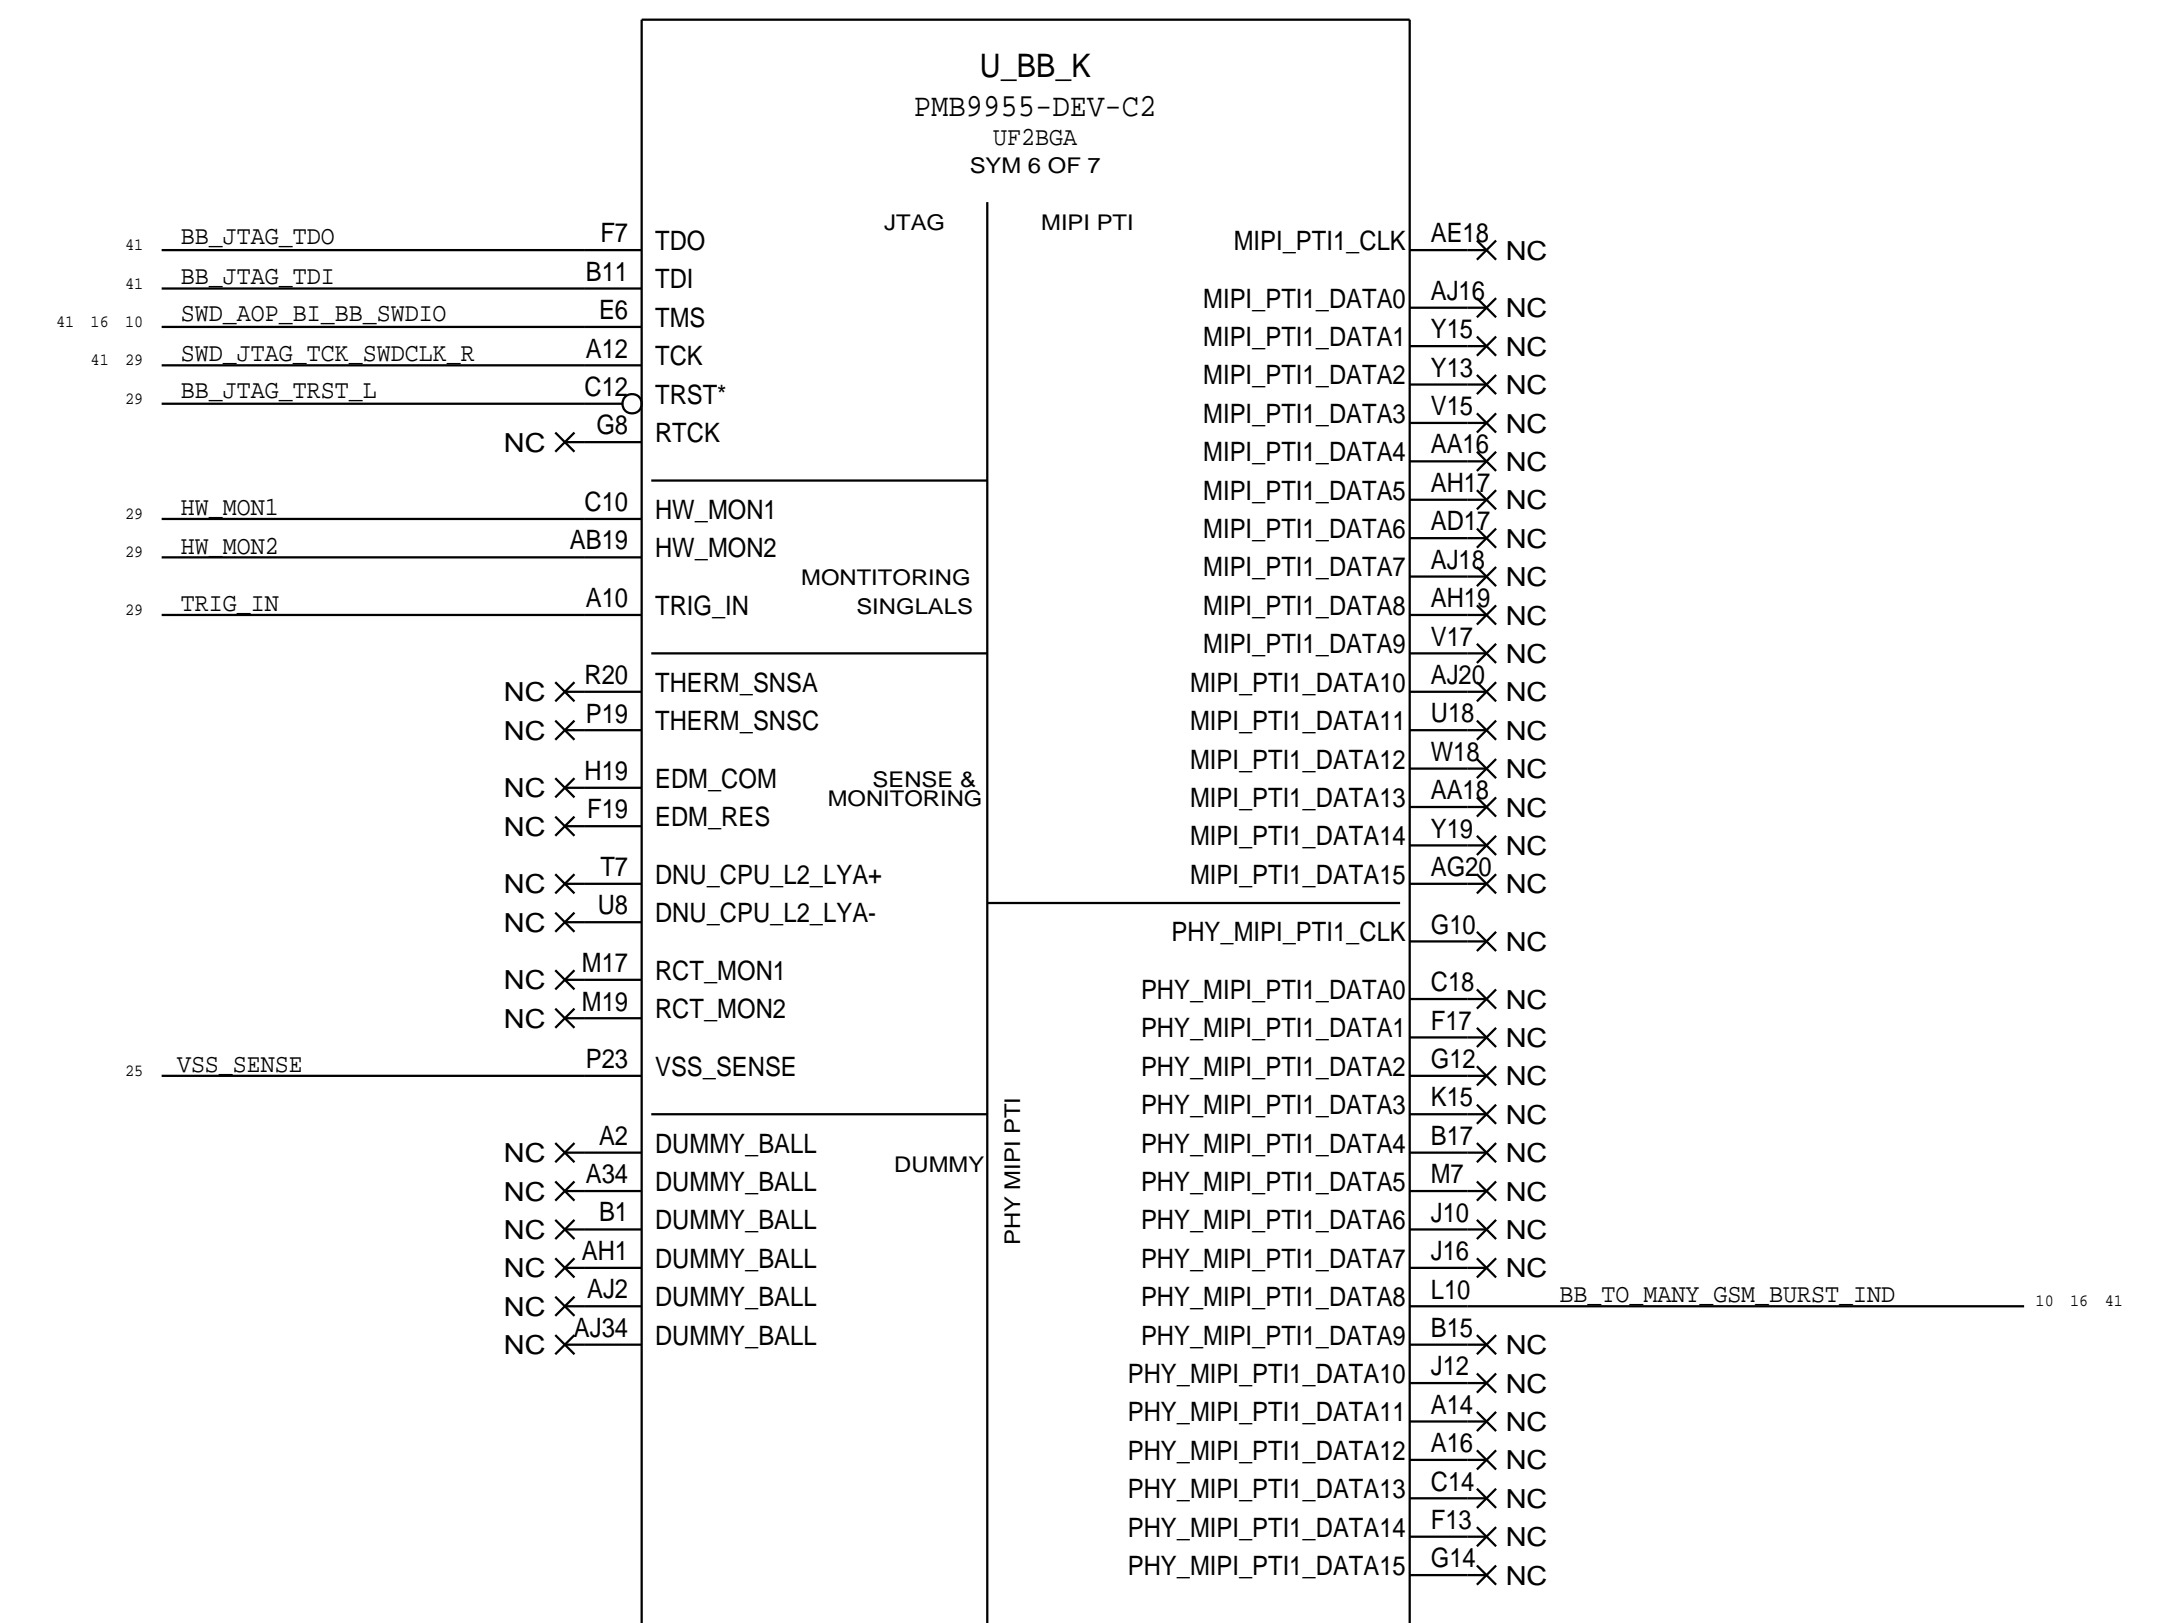 U_BB_K
PMB9955-DEV-C2
UF2BGA
SYM 6 OF 7
JTAG
41 BB_JTAG_TDO F7 TDO
41 BB_JTAG_TDI B11 TDI
41 16 10 SWD_AOP_BI_BB_SWDIO E6 TMS
41 29 SWD_JTAG_TCK_SWDCLK_R A12 TCK
29 BB_JTAG_TRST_L C12 TRST*
NC G8 RTCK
29 HW_MON1 C10 HW_MON1
29 HW_MON2 AB19 HW_MON2
MONTITORING
SINGLALS
29 TRIG_IN A10 TRIG_IN
NC R20 THERM_SNSA
NC P19 THERM_SNSC
NC H19 EDM_COM
SENSE &
MONITORING
NC F19 EDM_RES
NC T7 DNU_CPU_L2_LYA+
NC U8 DNU_CPU_L2_LYA-
NC M17 RCT_MON1
NC M19 RCT_MON2
25 VSS_SENSE P23 VSS_SENSE
NC A2 DUMMY_BALL
DUMMY
NC A34 DUMMY_BALL
NC B1 DUMMY_BALL
NC AH1 DUMMY_BALL
NC AJ2 DUMMY_BALL
NC AJ34 DUMMY_BALL
MIPI PTI
MIPI_PTI1_CLK AE18 NC
MIPI_PTI1_DATA0 AJ16 NC
MIPI_PTI1_DATA1 Y15 NC
MIPI_PTI1_DATA2 Y13 NC
MIPI_PTI1_DATA3 V15 NC
MIPI_PTI1_DATA4 AA16 NC
MIPI_PTI1_DATA5 AH17 NC
MIPI_PTI1_DATA6 AD17 NC
MIPI_PTI1_DATA7 AJ18 NC
MIPI_PTI1_DATA8 AH19 NC
MIPI_PTI1_DATA9 V17 NC
MIPI_PTI1_DATA10 AJ20 NC
MIPI_PTI1_DATA11 U18 NC
MIPI_PTI1_DATA12 W18 NC
MIPI_PTI1_DATA13 AA18 NC
MIPI_PTI1_DATA14 Y19 NC
MIPI_PTI1_DATA15 AG20 NC
PHY MIPI PTI
PHY_MIPI_PTI1_CLK G10 NC
PHY_MIPI_PTI1_DATA0 C18 NC
PHY_MIPI_PTI1_DATA1 F17 NC
PHY_MIPI_PTI1_DATA2 G12 NC
PHY_MIPI_PTI1_DATA3 K15 NC
PHY_MIPI_PTI1_DATA4 B17 NC
PHY_MIPI_PTI1_DATA5 M7 NC
PHY_MIPI_PTI1_DATA6 J10 NC
PHY_MIPI_PTI1_DATA7 J16 NC
PHY_MIPI_PTI1_DATA8 L10 BB_TO_MANY_GSM_BURST_IND 10 16 41
PHY_MIPI_PTI1_DATA9 B15 NC
PHY_MIPI_PTI1_DATA10 J12 NC
PHY_MIPI_PTI1_DATA11 A14 NC
PHY_MIPI_PTI1_DATA12 A16 NC
PHY_MIPI_PTI1_DATA13 C14 NC
PHY_MIPI_PTI1_DATA14 F13 NC
PHY_MIPI_PTI1_DATA15 G14 NC